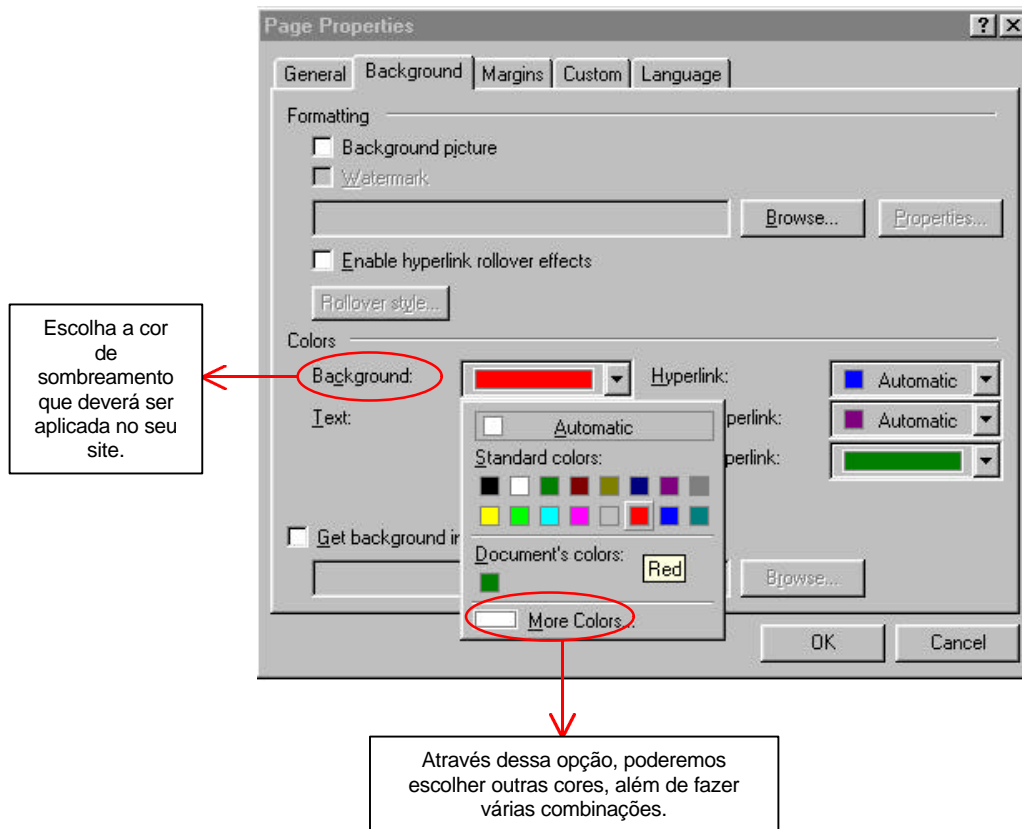 Page Properties
General Background Margins Custom Language
Formatting
Background picture
Watermark
Browse... Properties...
Enable hyperlink rollover effects
Rollover style...
Colors
Background: Hyperlink: Automatic
Text: perlink: Automatic
perlink:
Automatic
Standard colors:
Get background in
Document's colors:
Red
Browse...
More Colors...
OK Cancel
Escolha a cor
de
sombreamento
que deverá ser
aplicada no seu
site.
Através dessa opção, poderemos
escolher outras cores, além de fazer
várias combinações.